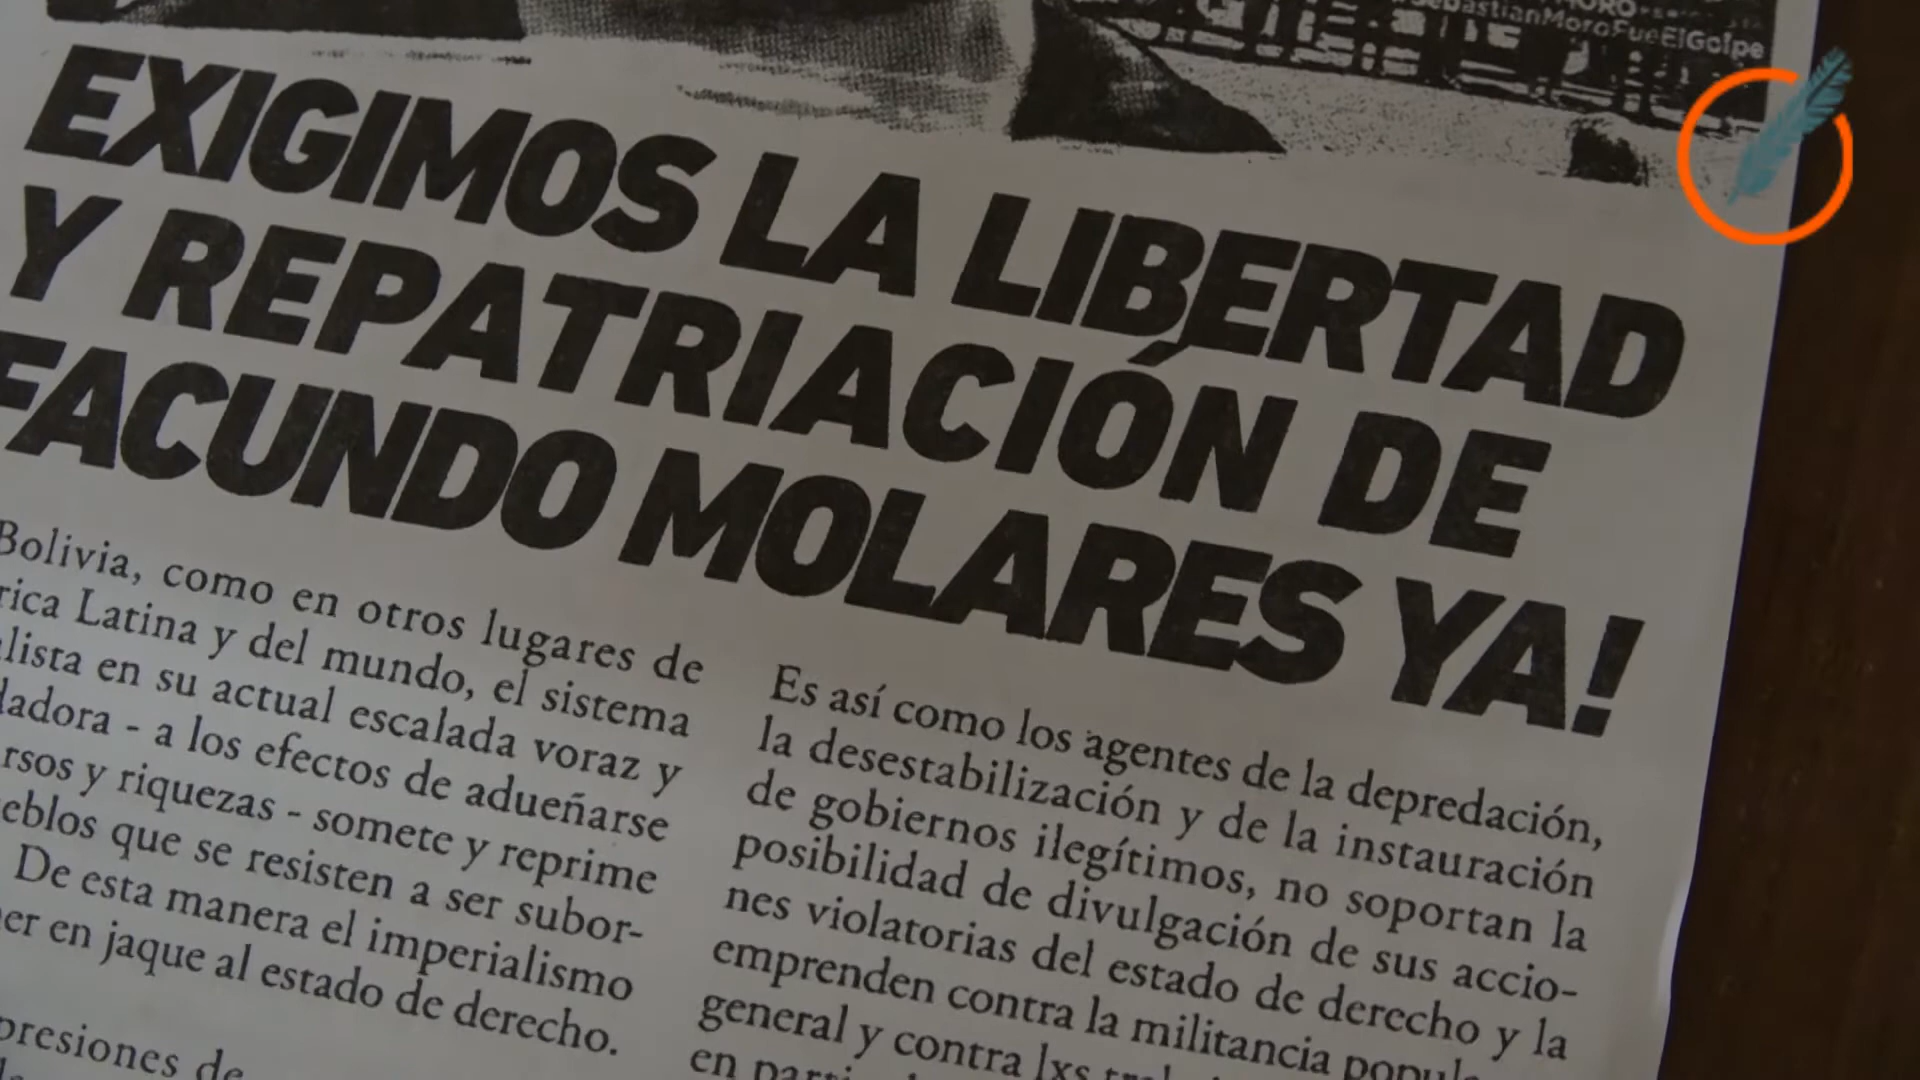 bastianMoroFueElGolpe
EXIGIMOS LA LIBERTAD
Y REPATRIACIÓN DE
FACUNDO MOLARES YA!
Bolivia, como en otros lugares de
rica Latina y del mundo, el sistema
lista en su actual escalada voraz y
ladora - a los efectos de adueñarse
rsos y riquezas - somete y reprime
eblos que se resisten a ser subor-
De esta manera el imperialismo
er en jaque al estado de derecho.
presiones de
Es así como los agentes de la depredación,
la desestabilización y de la instauración
de gobiernos ilegítimos, no soportan la
posibilidad de divulgación de sus accio-
nes violatorias del estado de derecho y la
emprenden contra la militancia popula
general y contra lxs
en